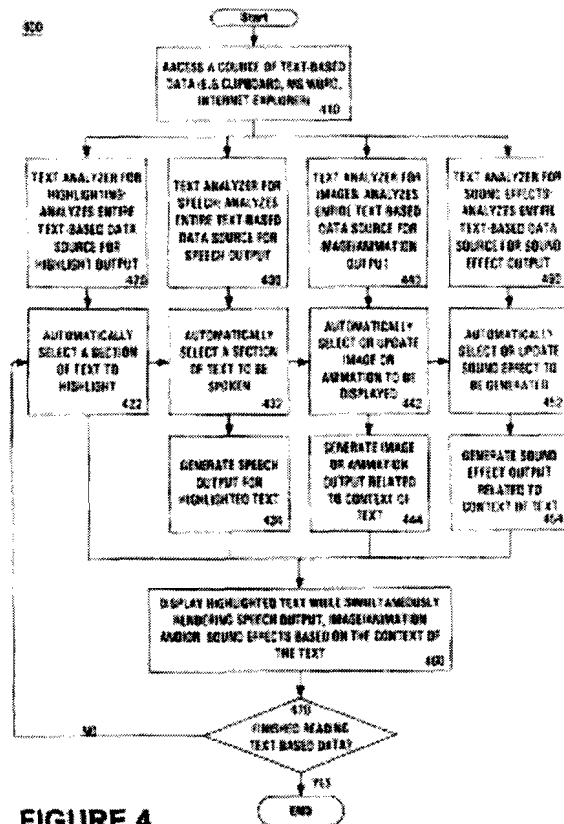 400
Start
ACCESS A SOURCE OF TEXT-BASED
DATA (E.G CLIPBOARD, MS WORD,
INTERNET EXPLORER)
410
TEXT ANALYZER FOR
HIGHLIGHTING:
ANALYZES ENTIRE
TEXT-BASED DATA
SOURCE FOR
HIGHLIGHT OUTPUT
420
TEXT ANALYZER FOR
SPEECH: ANALYZES
ENTIRE TEXT-BASED
DATA SOURCE FOR
SPEECH OUTPUT
430
TEXT ANALYZER FOR
IMAGES: ANALYZES
ENTIRE TEXT BASED
DATA SOURCE FOR
IMAGE/ANIMATION
OUTPUT
440
TEXT ANALYZER FOR
SOUND EFFECTS:
ANALYZES ENTIRE
TEXT-BASED DATA
SOURCE FOR SOUND
EFFECT OUTPUT
450
AUTOMATICALLY
SELECT A SECTION
OF TEXT TO
HIGHLIGHT
422
AUTOMATICALLY
SELECT A SECTION
OF TEXT TO BE
SPOKEN
432
AUTOMATICALLY
SELECT OR UPDATE
IMAGE OR
ANIMATION TO BE
DISPLAYED
442
AUTOMATICALLY
SELECT OR UPDATE
SOUND EFFECT TO
BE GENERATED
452
GENERATE SPEECH
OUTPUT FOR
HIGHLIGHTED TEXT
434
GENERATE IMAGE
OR ANIMATION
OUTPUT RELATED
TO CONTEXT OF
TEXT
444
GENERATE SOUND
EFFECT OUTPUT
RELATED TO
CONTEXT OF TEXT
454
DISPLAY HIGHLIGHTED TEXT WHILE SIMULTANEOUSLY
RENDERING SPEECH OUTPUT, IMAGE/ANIMATION
AND/OR SOUND EFFECTS BASED ON THE CONTEXT OF
THE TEXT
460
470
FINISHED READING
TEXT-BASED DATA?
NO
YES
END
FIGURE 4